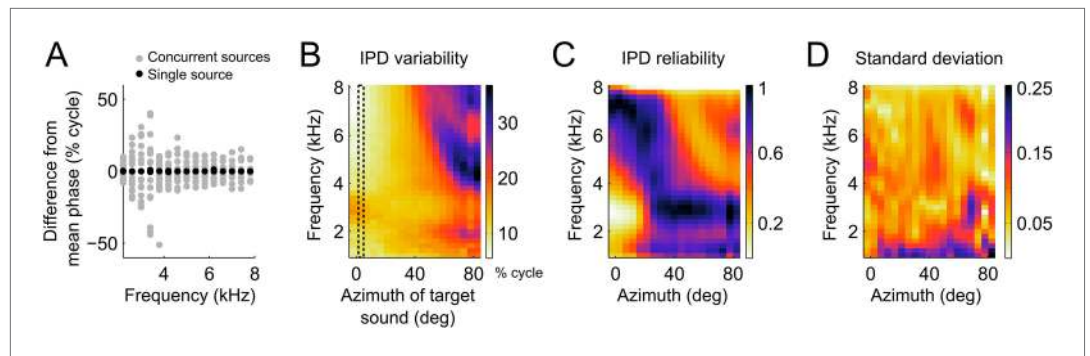 A
Concurrent sources
Single source
Difference from
mean phase (% cycle)
50
0
−50
4
6
8
Frequency (kHz)
B
IPD variability
Frequency (kHz)
8
6
4
2
0
40
80
Azimuth of target
sound (deg)
30
20
10
% cycle
C
IPD reliability
Frequency (kHz)
8
6
4
2
0
40
80
Azimuth (deg)
1
0.6
0.2
D
Standard deviation
Frequency (kHz)
8
6
4
2
0
40
80
Azimuth (deg)
0.25
0.15
0.05